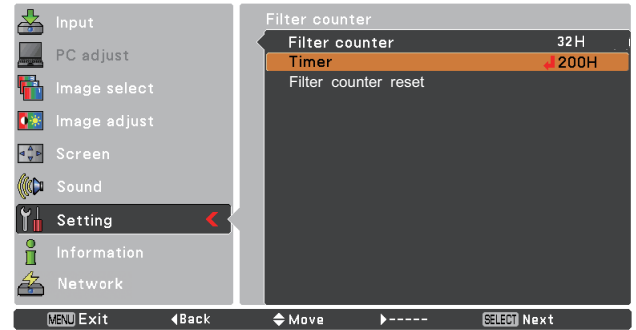 Input
PC adjust
Image select
Image adjust
Screen
Sound
Setting
Information
Network
Filter counter
Filter counter 32H
Timer 200H
Filter counter reset
MENU Exit ◀Back Move ▶----- SELECT Next